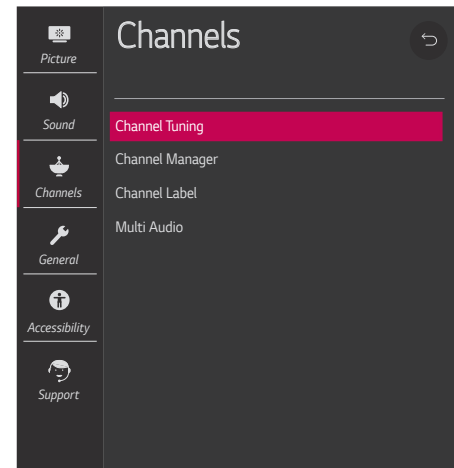 Picture
Sound
Channels
General
Accessibility
Support
Channels
Channel Tuning
Channel Manager
Channel Label
Multi Audio